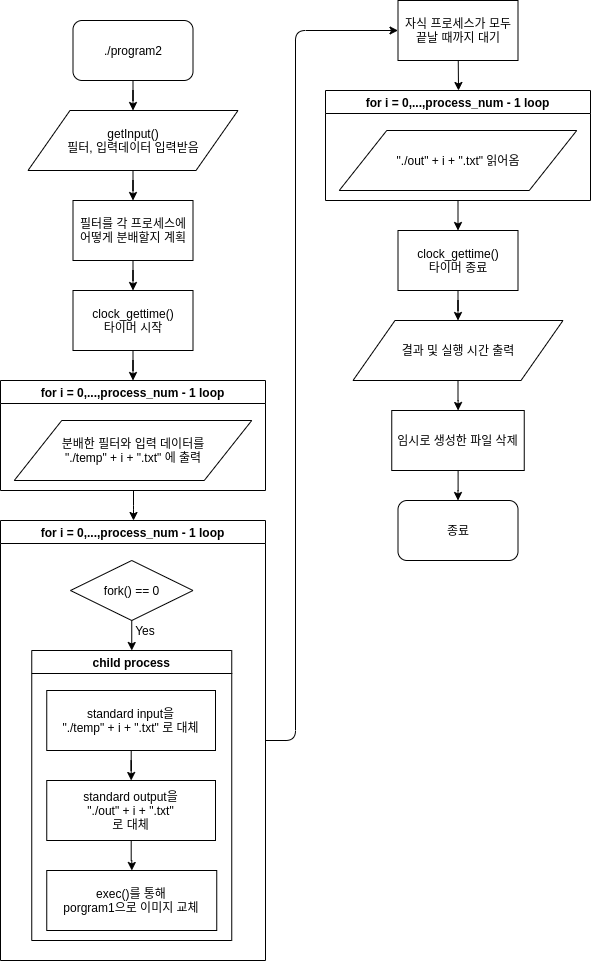 ./program2
getInput()
필터, 입력데이터 입력받음
필터를 각 프로세스에
어떻게 분배할지 계획
clock_gettime()
타이머 시작
for i = 0,...,process_num - 1 loop
분배한 필터와 입력 데이터를
"./temp" + i + ".txt" 에 출력
for i = 0,...,process_num - 1 loop
fork() == 0
Yes
child process
standard input을
"./temp" + i + ".txt" 로 대체
standard output을
"./out" + i + ".txt"
로 대체
exec()를 통해
porgram1으로 이미지 교체
자식 프로세스가 모두
끝날 때까지 대기
for i = 0,...,process_num - 1 loop
"./out" + i + ".txt" 읽어옴
clock_gettime()
타이머 종료
결과 및 실행 시간 출력
임시로 생성한 파일 삭제
종료